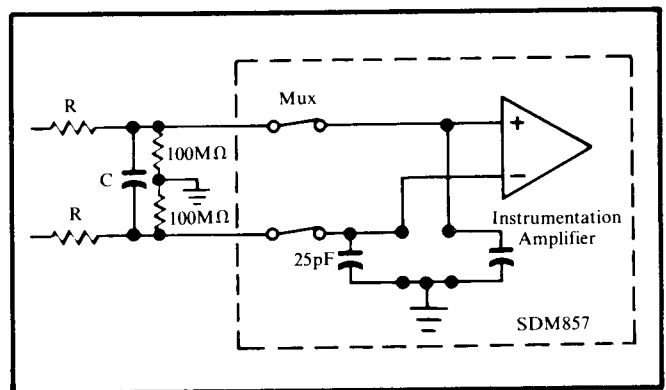 R
Mux
+
100MΩ
C
−
100MΩ
R
Instrumentation
Amplifier
25pF
SDM857